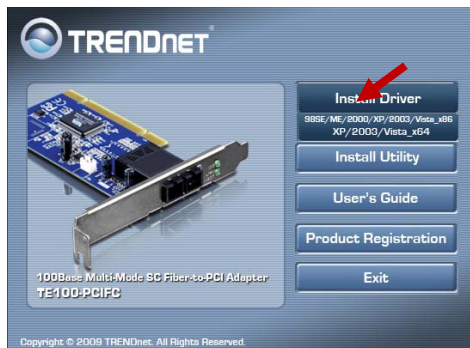 TRENDNET
Install Driver
98SE/ME/2000/XP/2003/Vista_x86
XP/2003/Vista_x64
Install Utility
User's Guide
Product Registration
Exit
100Base Multi-Mode SC Fiber-to-PCI Adapter
TE100-PCIFC
Copyright © 2009 TRENDnet. All Rights Reserved.